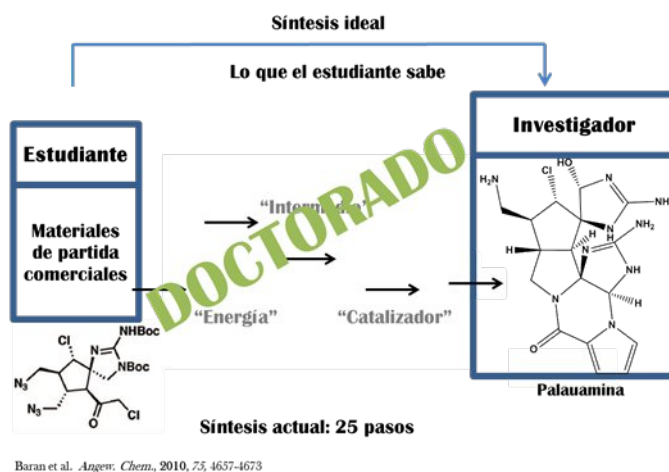 Síntesis ideal
Lo que el estudiante sabe
Estudiante
Materiales
de partida
comerciales
Investigador
DOCTORADO
"Energía"
"Catalizador"
Cl
NHBoc
N
NBoc
N₃
N₃
O
Cl
HO
H₂N
Cl
N
NH
N
H
H
NH₂
N
NH
H
H
N
N
O
Palauamina
Síntesis actual: 25 pasos
Baran et al. Angew. Chem., 2010, 75, 4657-4673